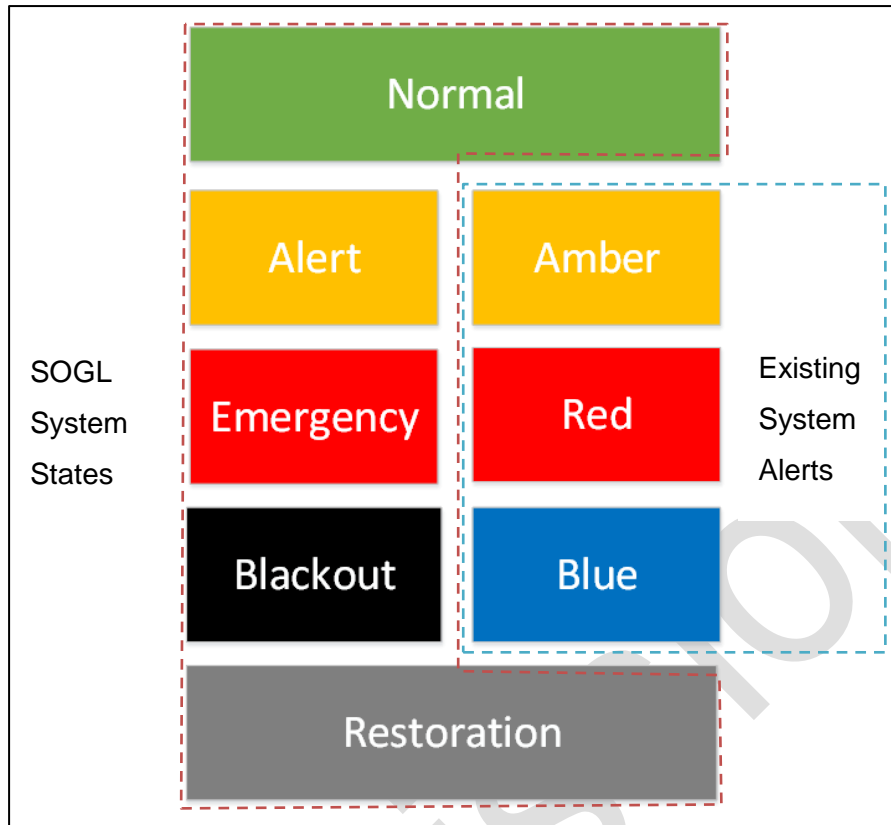 Normal
Alert
Amber
SOGL
System
States
Emergency
Red
Existing
System
Alerts
Blackout
Blue
Restoration